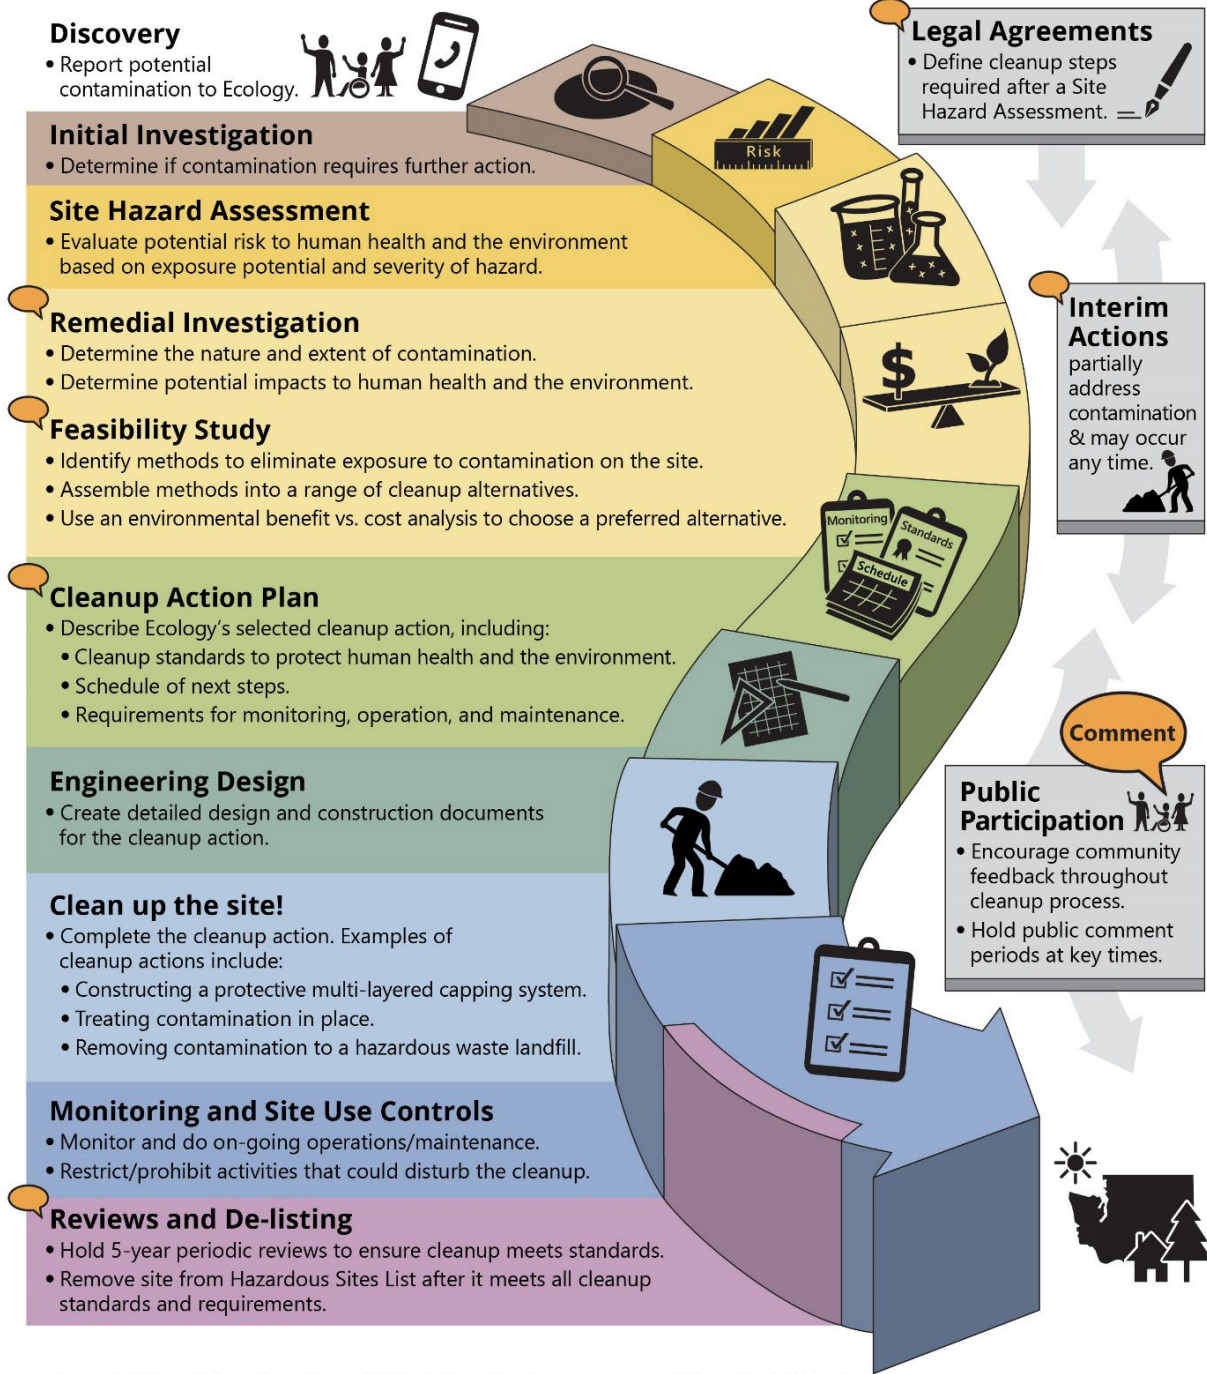 Discovery
• Report potential
contamination to Ecology.
Initial Investigation
• Determine if contamination requires further action.
Site Hazard Assessment
• Evaluate potential risk to human health and the environment
based on exposure potential and severity of hazard.
Remedial Investigation
• Determine the nature and extent of contamination.
• Determine potential impacts to human health and the environment.
Feasibility Study
• Identify methods to eliminate exposure to contamination on the site.
• Assemble methods into a range of cleanup alternatives.
• Use an environmental benefit vs. cost analysis to choose a preferred alternative.
Cleanup Action Plan
• Describe Ecology's selected cleanup action, including:
• Cleanup standards to protect human health and the environment.
• Schedule of next steps.
• Requirements for monitoring, operation, and maintenance.
Engineering Design
• Create detailed design and construction documents
for the cleanup action.
Clean up the site!
• Complete the cleanup action. Examples of
cleanup actions include:
• Constructing a protective multi-layered capping system.
• Treating contamination in place.
• Removing contamination to a hazardous waste landfill.
Monitoring and Site Use Controls
• Monitor and do on-going operations/maintenance.
• Restrict/prohibit activities that could disturb the cleanup.
Reviews and De-listing
• Hold 5-year periodic reviews to ensure cleanup meets standards.
• Remove site from Hazardous Sites List after it meets all cleanup
standards and requirements.
Risk
$
Monitoring
Standards
Schedule
Legal Agreements
• Define cleanup steps
required after a Site
Hazard Assessment.
Interim
Actions
partially
address
contamination
& may occur
any time.
Comment
Public
Participation
• Encourage community
feedback throughout
cleanup process.
• Hold public comment
periods at key times.